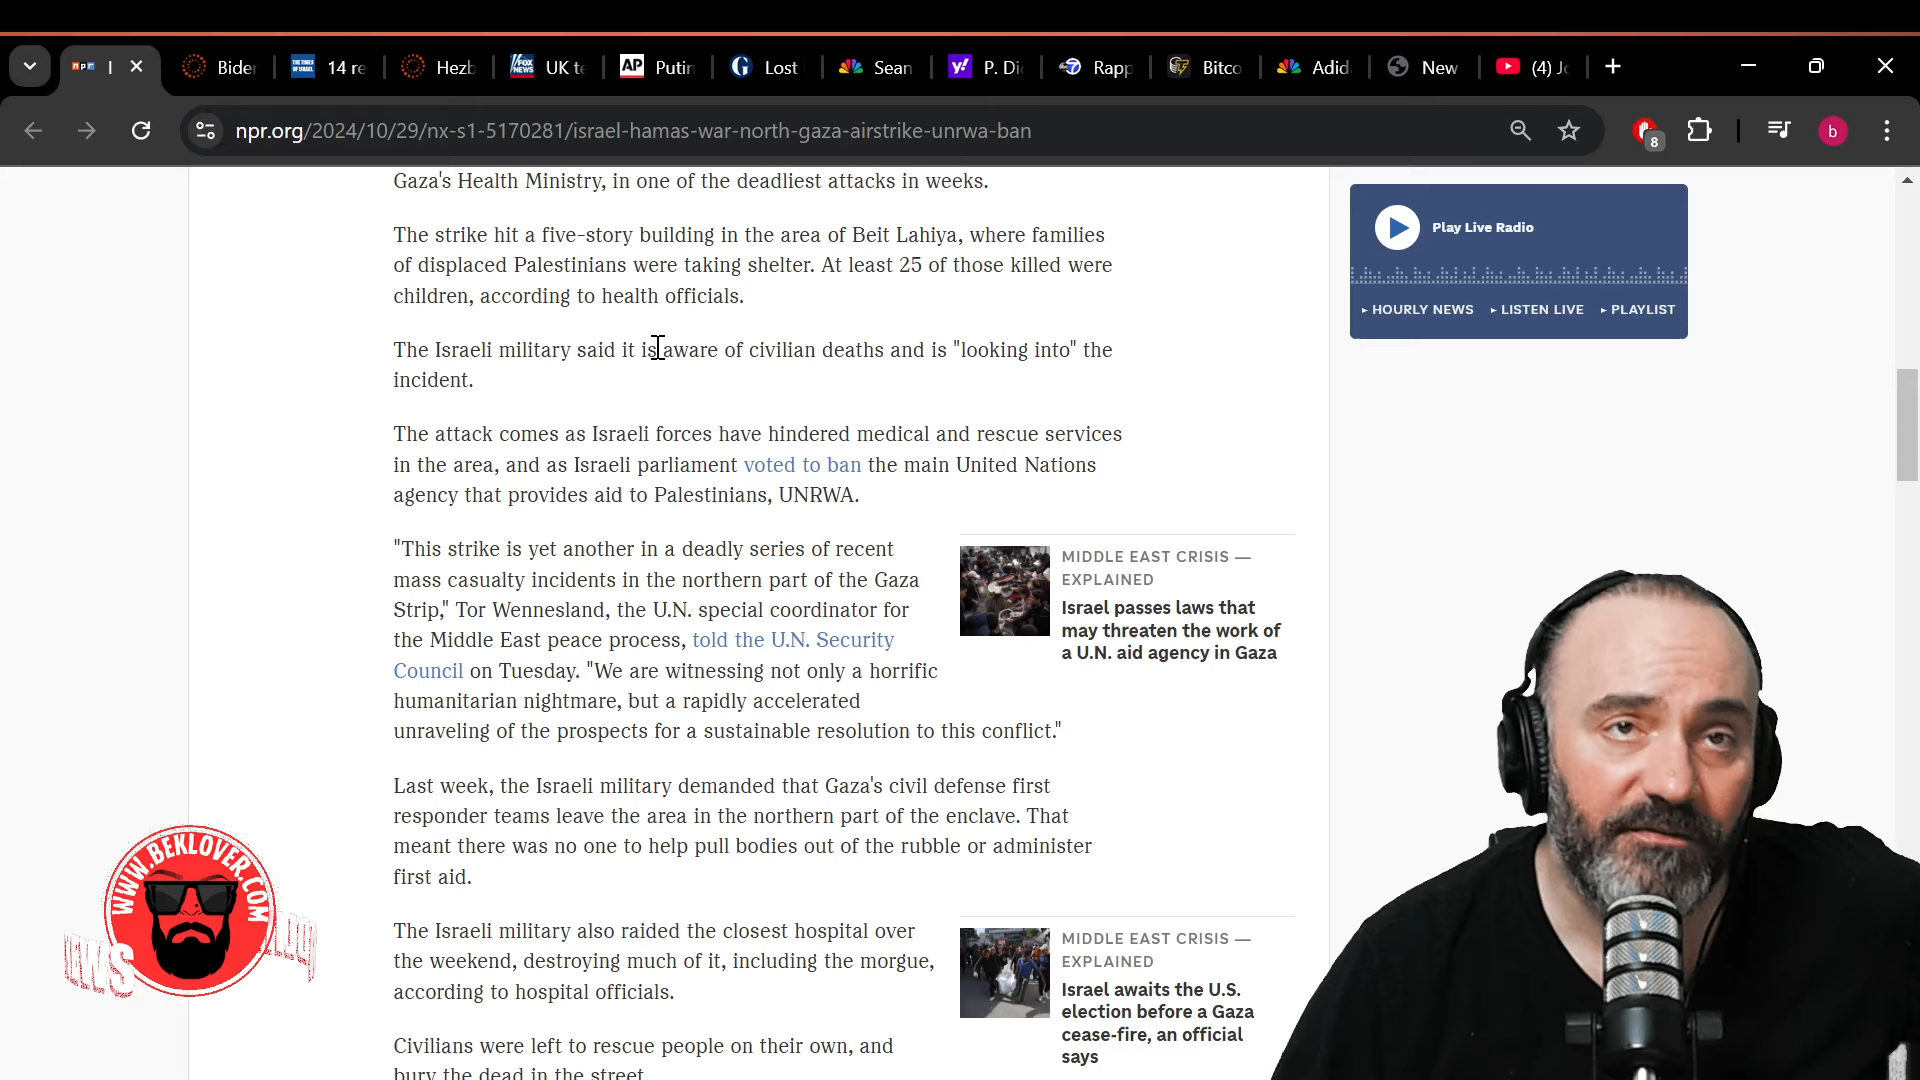 Bider
14 re
Hezb
UK te
AP
Putin
Lost
Sean
P. Di
Rapp
Bitco
Adid
New
(4) Jo
npr.org/2024/10/29/nx-s1-5170281/israel-hamas-war-north-gaza-airstrike-unrwa-ban
8
b
Gaza's Health Ministry, in one of the deadliest attacks in weeks.
The strike hit a five-story building in the area of Beit Lahiya, where families
of displaced Palestinians were taking shelter. At least 25 of those killed were
children, according to health officials.
The Israeli military said it is aware of civilian deaths and is "looking into" the
incident.
The attack comes as Israeli forces have hindered medical and rescue services
in the area, and as Israeli parliament voted to ban the main United Nations
agency that provides aid to Palestinians, UNRWA.
"This strike is yet another in a deadly series of recent
mass casualty incidents in the northern part of the Gaza
Strip," Tor Wennesland, the U.N. special coordinator for
the Middle East peace process, told the U.N. Security
Council on Tuesday. "We are witnessing not only a horrific
humanitarian nightmare, but a rapidly accelerated
unraveling of the prospects for a sustainable resolution to this conflict."
MIDDLE EAST CRISIS —
EXPLAINED
Israel passes laws that
may threaten the work of
a U.N. aid agency in Gaza
Last week, the Israeli military demanded that Gaza's civil defense first
responder teams leave the area in the northern part of the enclave. That
meant there was no one to help pull bodies out of the rubble or administer
first aid.
The Israeli military also raided the closest hospital over
the weekend, destroying much of it, including the morgue,
according to hospital officials.
MIDDLE EAST CRISIS —
EXPLAINED
Israel awaits the U.S.
election before a Gaza
cease-fire, an official
says
Civilians were left to rescue people on their own, and
bury the dead in the street.
Play Live Radio
HOURLY NEWS
LISTEN LIVE
PLAYLIST
WWW.BEKLOVER.COM